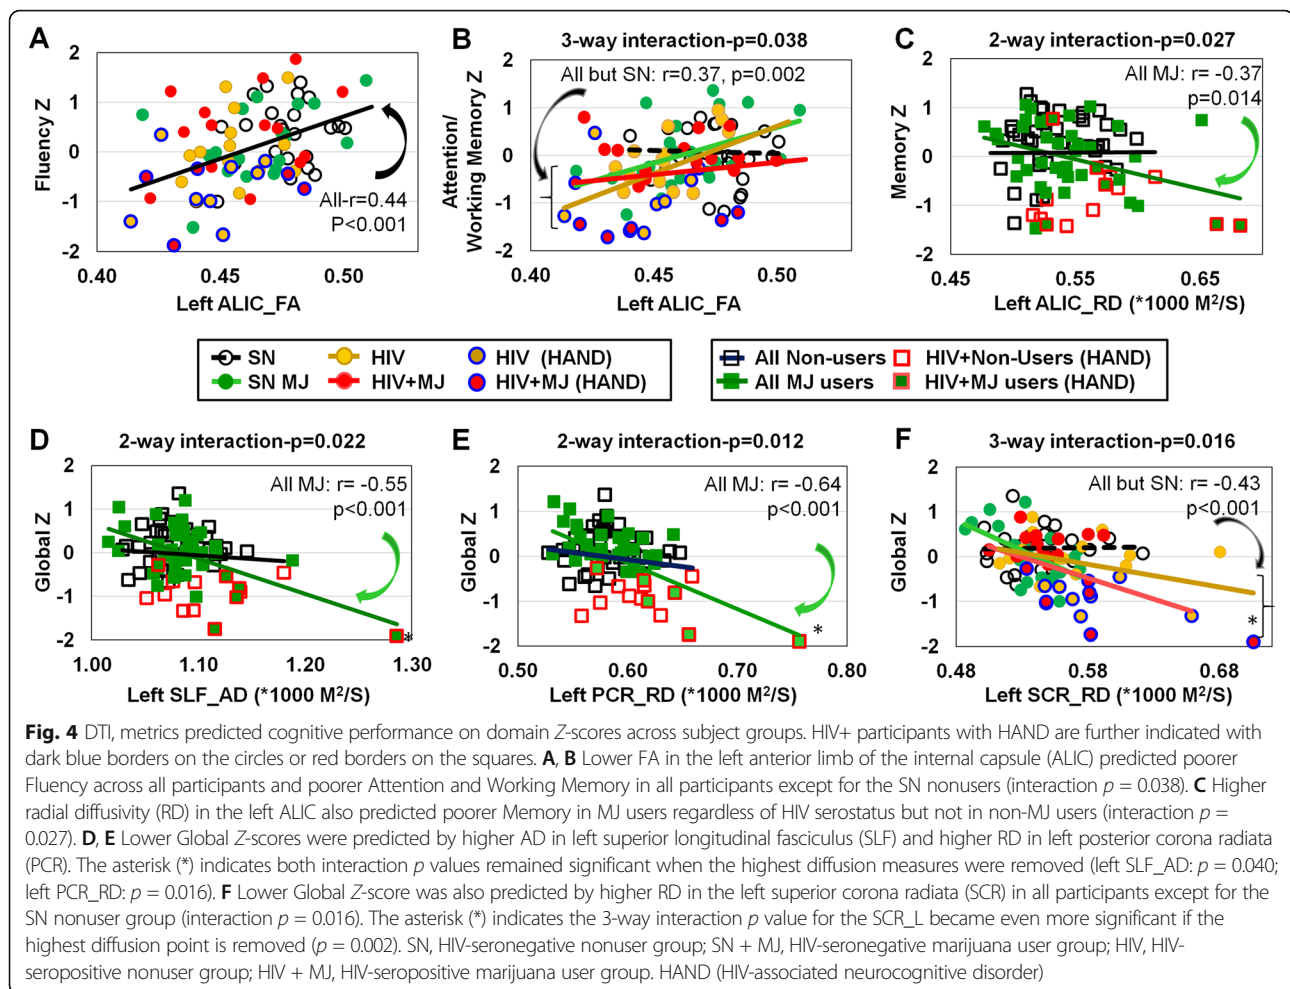 A
2
1
0
-1
-2
Fluency Z
All-r=0.44
P<0.001
0.40
0.45
0.50
Left ALIC_FA
B
3-way interaction-p=0.038
All but SN: r=0.37, p=0.002
2
1
0
-1
-2
Attention/
Working Memory Z
0.40
0.45
0.50
Left ALIC_FA
C
2-way interaction-p=0.027
All MJ: r= -0.37
p=0.014
2
1
0
-1
-2
Memory Z
0.45
0.55
0.65
Left ALIC_RD (*1000 M²/S)
SN
HIV
HIV (HAND)
SN MJ
HIV+MJ
HIV+MJ (HAND)
All Non-users
HIV+Non-Users (HAND)
All MJ users
HIV+MJ users (HAND)
D
2-way interaction-p=0.022
All MJ: r= -0.55
p<0.001
2
1
0
-1
-2
Global Z
*
1.00
1.10
1.20
1.30
Left SLF_AD (*1000 M²/S)
E
2-way interaction-p=0.012
All MJ: r= -0.64
p<0.001
2
1
0
-1
-2
Global Z
*
0.50
0.60
0.70
0.80
Left PCR_RD (*1000 M²/S)
F
3-way interaction-p=0.016
All but SN: r= -0.43
p<0.001
2
1
0
-1
-2
Global Z
*
0.48
0.58
0.68
Left SCR_RD (*1000 M²/S)
Fig. 4 DTI, metrics predicted cognitive performance on domain Z-scores across subject groups. HIV+ participants with HAND are further indicated with
dark blue borders on the circles or red borders on the squares. A, B Lower FA in the left anterior limb of the internal capsule (ALIC) predicted poorer
Fluency across all participants and poorer Attention and Working Memory in all participants except for the SN nonusers (interaction p = 0.038). C Higher
radial diffusivity (RD) in the left ALIC also predicted poorer Memory in MJ users regardless of HIV serostatus but not in non-MJ users (interaction p =
0.027). D, E Lower Global Z-scores were predicted by higher AD in left superior longitudinal fasciculus (SLF) and higher RD in left posterior corona radiata
(PCR). The asterisk (*) indicates both interaction p values remained significant when the highest diffusion measures were removed (left SLF_AD: p = 0.040;
left PCR_RD: p = 0.016). F Lower Global Z-score was also predicted by higher RD in the left superior corona radiata (SCR) in all participants except for the
SN nonuser group (interaction p = 0.016). The asterisk (*) indicates the 3-way interaction p value for the SCR_L became even more significant if the
highest diffusion point is removed (p = 0.002). SN, HIV-seronegative nonuser group; SN + MJ, HIV-seronegative marijuana user group; HIV, HIV-
seropositive nonuser group; HIV + MJ, HIV-seropositive marijuana user group. HAND (HIV-associated neurocognitive disorder)